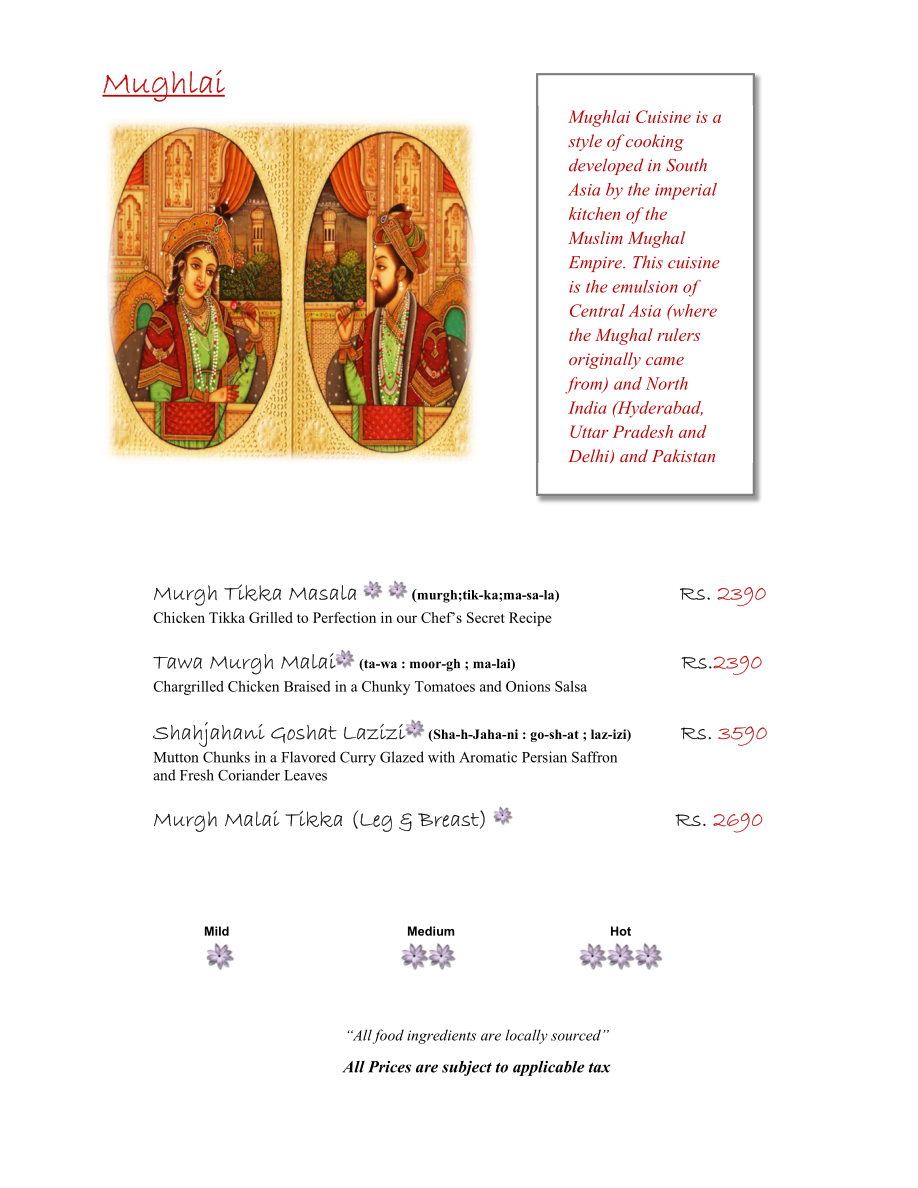 Mughlai
Mughlai Cuisine is a
style of cooking
developed in South
Asia by the imperial
kitchen of the
Muslim Mughal
Empire. This cuisine
is the emulsion of
Central Asia (where
the Mughal rulers
originally came
from) and North
India (Hyderabad,
Uttar Pradesh and
Delhi) and Pakistan
Murgh Tikka Masala (murgh;tik-ka;ma-sa-la) Rs. 2390
Chicken Tikka Grilled to Perfection in our Chef’s Secret Recipe
Tawa Murgh Malai (ta-wa : moor-gh ; ma-lai) Rs.2390
Chargrilled Chicken Braised in a Chunky Tomatoes and Onions Salsa
Shahjahani Goshat Lazizi (Sha-h-Jaha-ni : go-sh-at ; laz-izi) Rs. 3590
Mutton Chunks in a Flavored Curry Glazed with Aromatic Persian Saffron
and Fresh Coriander Leaves
Murgh Malai Tikka (Leg & Breast) Rs. 2690
Mild Medium Hot
“All food ingredients are locally sourced”
All Prices are subject to applicable tax